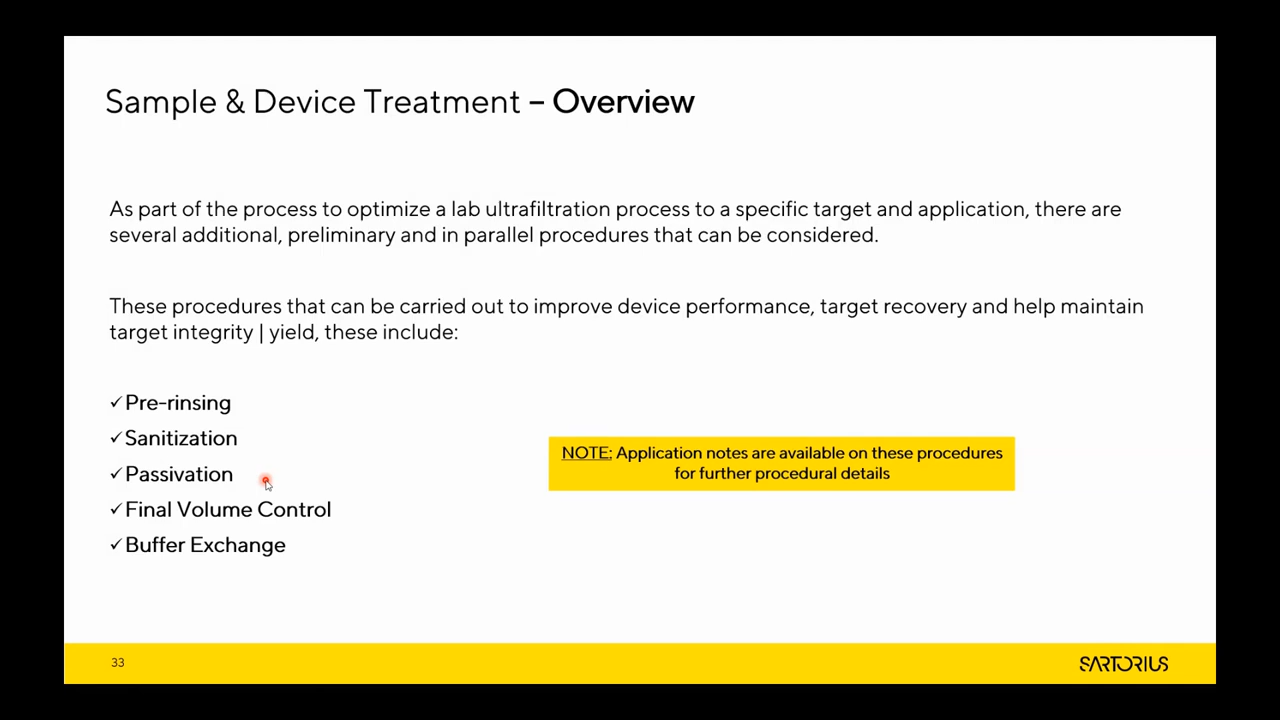 Sample & Device Treatment – Overview
As part of the process to optimize a lab ultrafiltration process to a specific target and application, there are
several additional, preliminary and in parallel procedures that can be considered.
These procedures that can be carried out to improve device performance, target recovery and help maintain
target integrity | yield, these include:
✓Pre-rinsing
✓Sanitization
✓Passivation
✓Final Volume Control
✓Buffer Exchange
NOTE: Application notes are available on these procedures
for further procedural details
33
SARTORIUS